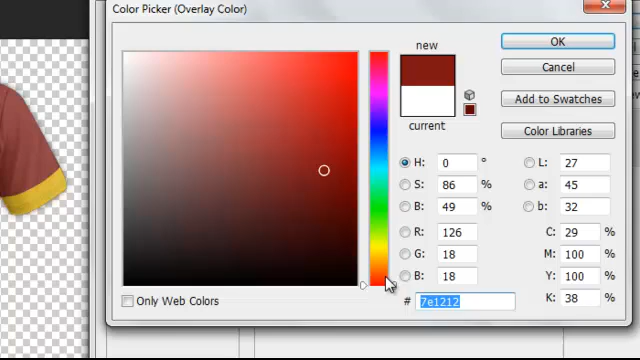 Color Picker (Overlay Color)
new
current
OK
Cancel
Add to Swatches
Color Libraries
H: 0 °
S: 86 %
B: 49 %
R: 126
G: 18
B: 18
# 7e1212
L: 27
a: 45
b: 32
C: 29 %
M: 100 %
Y: 100 %
K: 38 %
Only Web Colors